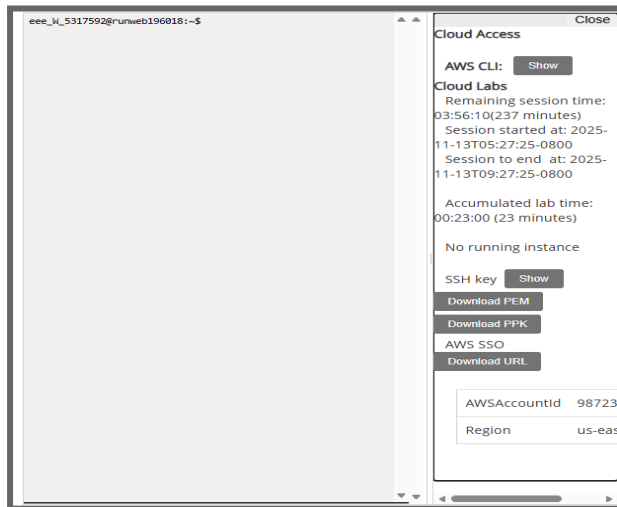 eee_W_5317592@runweb196018:~$
Close
Cloud Access
AWS CLI: Show
Cloud Labs
Remaining session time:
03:56:10(237 minutes)
Session started at: 2025-
11-13T05:27:25-0800
Session to end at: 2025-
11-13T09:27:25-0800
Accumulated lab time:
00:23:00 (23 minutes)
No running instance
SSH key Show
Download PEM
Download PPK
AWS SSO
Download URL
AWSAccountId 98723
Region us-eas